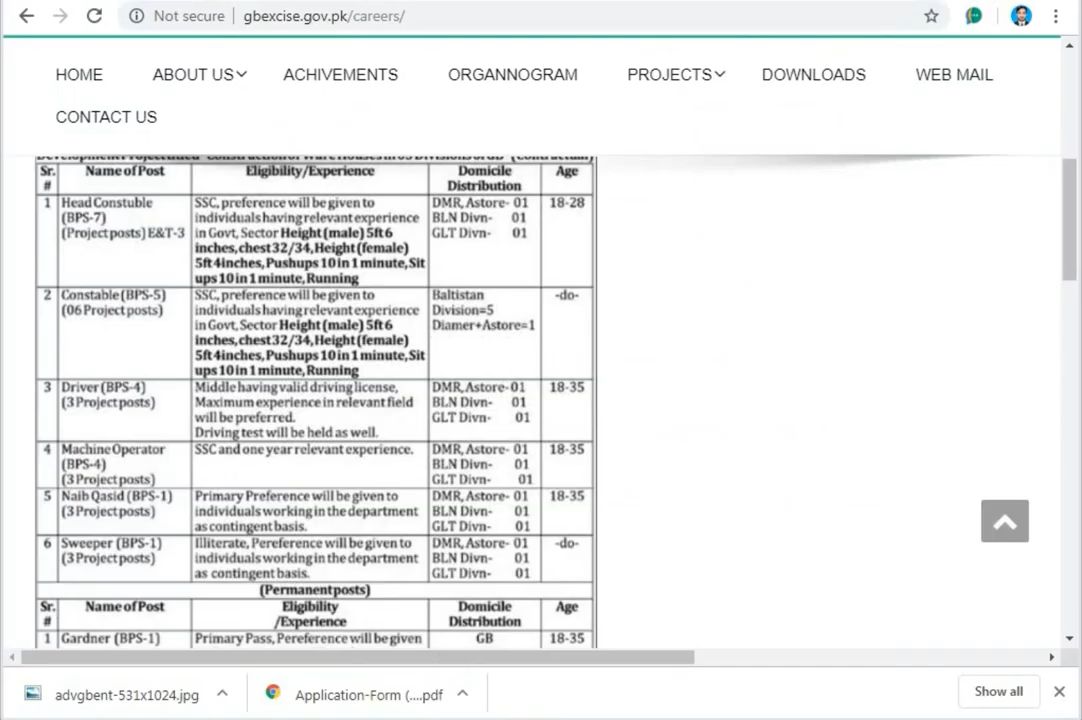 Not secure | gbexcise.gov.pk/careers/
HOME ABOUT US ACHIVEMENTS ORGANNOGRAM PROJECTS DOWNLOADS WEB MAIL
CONTACT US
Sr. Name of Post Eligibility/Experience Domicile Age
# Distribution
1 Head Constuble SSC, preference will be given to DMR, Astore- 01 18-28
(BPS-7) individuals having relevant experience BLN Divn- 01
(Project posts) E&T-3 in Govt, Sector Height (male) 5ft 6 GLT Divn- 01
inches, chest 32/34, Height (female)
5ft 4inches, Pushups 10 in 1 minute, Sit
ups 10 in 1 minute, Running
2 Constable (BPS-5) SSC, preference will be given to Baltistan -do-
(06 Project posts) individuals having relevant experience Division=5
in Govt, Sector Height (male) 5ft 6 Diamer+Astore=1
inches, chest 32/34, Height (female)
5ft 4inches, Pushups 10 in 1 minute, Sit
ups 10 in 1 minute, Running
3 Driver (BPS-4) Middle having valid driving license, DMR, Astore- 01 18-35
(3 Project posts) Maximum experience in relevant field BLN Divn- 01
will be preferred. GLT Divn- 01
Driving test will be held as well.
4 Machine Operator SSC and one year relevant experience. DMR, Astore- 01 18-35
(BPS-4) BLN Divn- 01
(3 Project posts) GLT Divn- 01
5 Naib Qasid (BPS-1) Primary Preference will be given to DMR, Astore- 01 18-35
(3 Project posts) individuals working in the department BLN Divn- 01
as contingent basis. GLT Divn- 01
6 Sweeper (BPS-1) Illiterate, Pereference will be given to DMR, Astore- 01 -do-
(3 Project posts) individuals working in the department BLN Divn- 01
as contingent basis. GLT Divn- 01
(Permanent posts)
Sr. Name of Post Eligibility Domicile Age
# /Experience Distribution
1 Gardner (BPS-1) Primary Pass, Pereference will be given GB 18-35
advgbent-531x1024.jpg Application-Form (....pdf Show all